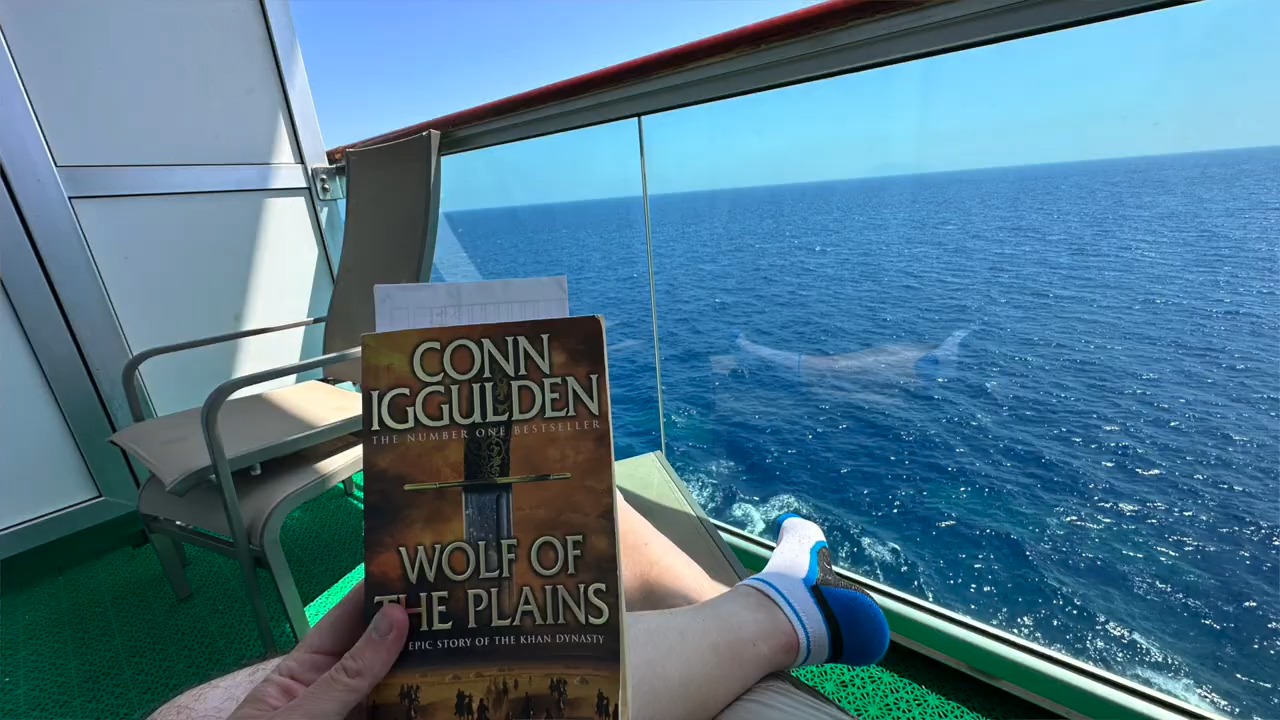 CONN
IGGULDEN
THE NUMBER ONE BESTSELLER
WOLF OF
THE PLAINS
EPIC STORY OF THE KHAN DYNASTY